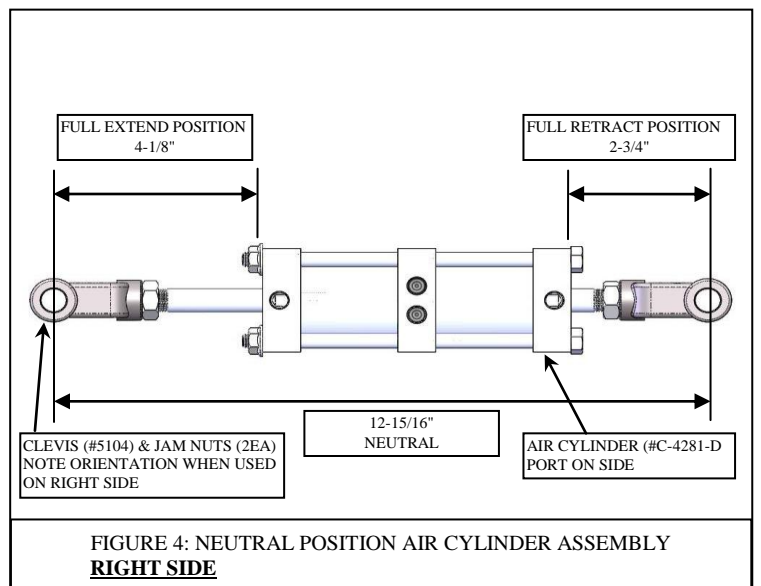 FULL EXTEND POSITION
4-1/8"
FULL RETRACT POSITION
2-3/4"
12-15/16"
NEUTRAL
CLEVIS (#5104) & JAM NUTS (2EA)
NOTE ORIENTATION WHEN USED
ON RIGHT SIDE
AIR CYLINDER (#C-4281-D
PORT ON SIDE
FIGURE 4: NEUTRAL POSITION AIR CYLINDER ASSEMBLY
RIGHT SIDE